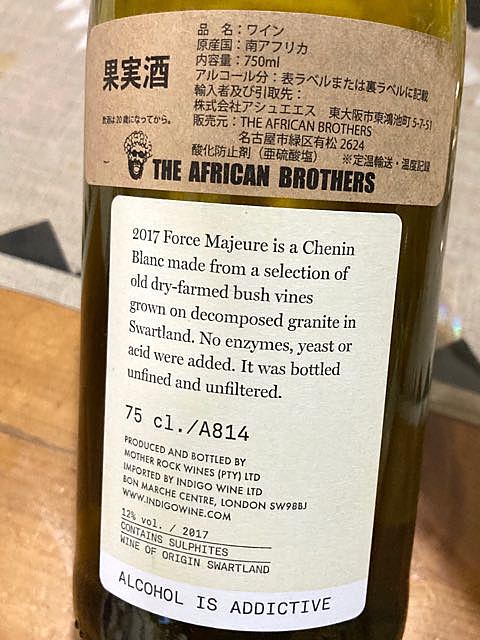 果実酒
飲酒は20歳になってから。
品名:ワイン
原産国:南アフリカ
内容量:750ml
アルコール分:表ラベルまたは裏ラベルに記載
輸入者及び引取先:
株式会社アシュエエス 東大阪市東鴻池町5-7-51
販売元:THE AFRICAN BROTHERS
名古屋市緑区有松 2624
酸化防止剤(亜硫酸塩) ※定温輸送・温度記録
THE AFRICAN BROTHERS
2017 Force Majeure is a Chenin
Blanc made from a selection of
old dry-farmed bush vines
grown on decomposed granite in
Swartland. No enzymes, yeast or
acid were added. It was bottled
unfined and unfiltered.
75 cl./A814
PRODUCED AND BOTTLED BY
MOTHER ROCK WINES (PTY) LTD
IMPORTED BY INDIGO WINE LTD
BON MARCHE CENTRE, LONDON SW98BJ
WWW.INDIGOWINE.COM
12% vol. / 2017
CONTAINS SULPHITES
WINE OF ORIGIN SWARTLAND
ALCOHOL IS ADDICTIVE